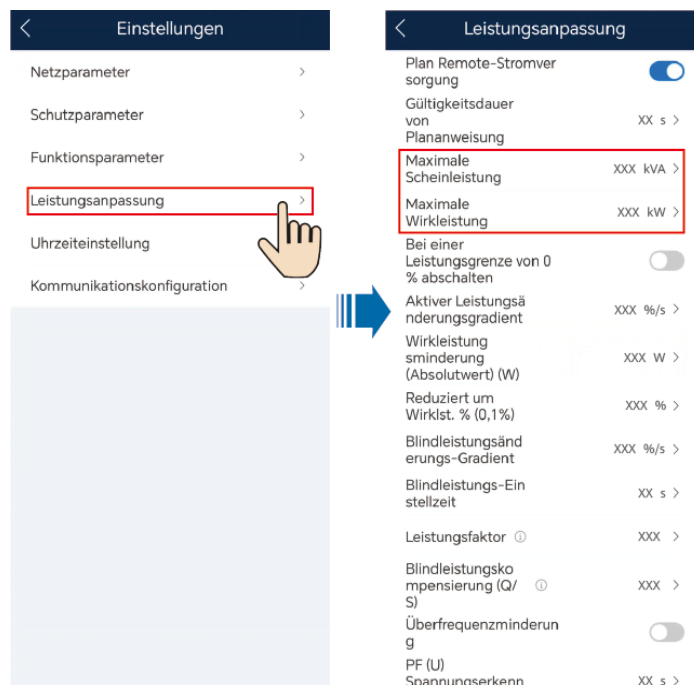 Einstellungen
Netzparameter
Schutzparameter
Funktionsparameter
Leistungsanpassung
Uhrzeiteinstellung
Kommunikationskonfiguration
Leistungsanpassung
Plan Remote-Stromver
sorgung
Gültigkeitsdauer
von
Plananweisung
XX s
Maximale
Scheinleistung
XXX kVA
Maximale
Wirkleistung
XXX kW
Bei einer
Leistungsgrenze von 0
% abschalten
Aktiver Leistungsä
nderungsgradient
XXX %/s
Wirkleistung
sminderung
(Absolutwert) (W)
XXX W
Reduziert um
Wirklst. % (0,1%)
XXX %
Blindleistungsänd
erungs-Gradient
XXX %/s
Blindleistungs-Ein
stellzeit
XX s
Leistungsfaktor
XXX
Blindleistungsko
mpensierung (Q/
S)
XXX
Überfrequenzminderun
g
PF (U)
Spannungserkenn
XX s